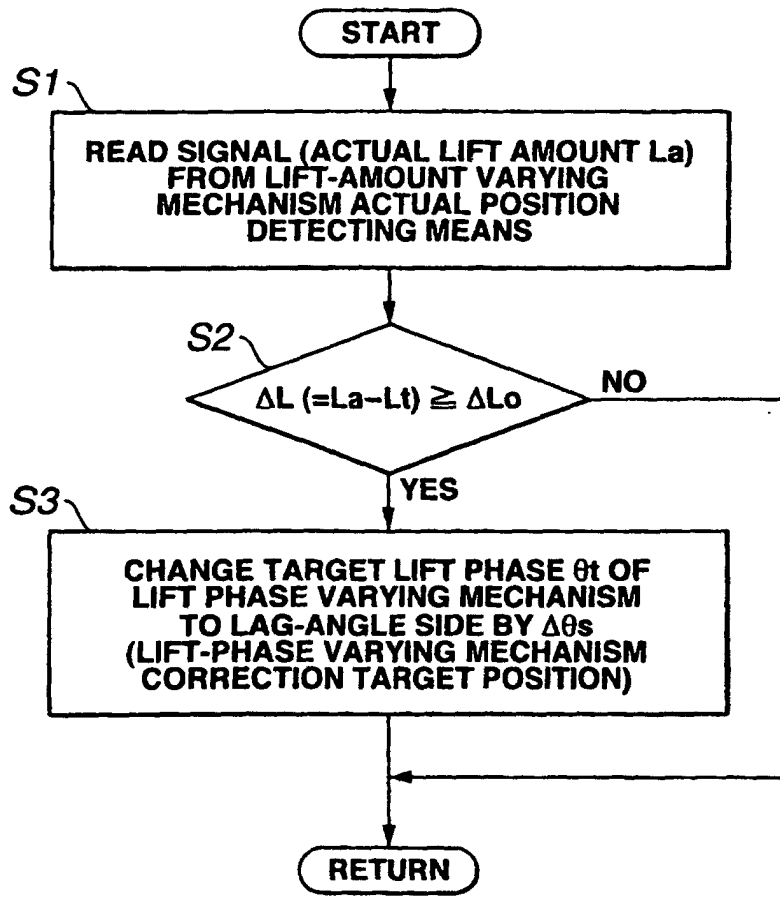 START
S1
READ SIGNAL (ACTUAL LIFT AMOUNT La)
FROM LIFT-AMOUNT VARYING
MECHANISM ACTUAL POSITION
DETECTING MEANS
S2
ΔL (=La-Lt) ≧ ΔLo
NO
YES
S3
CHANGE TARGET LIFT PHASE θt OF
LIFT PHASE VARYING MECHANISM
TO LAG-ANGLE SIDE BY Δθs
(LIFT-PHASE VARYING MECHANISM
CORRECTION TARGET POSITION)
RETURN